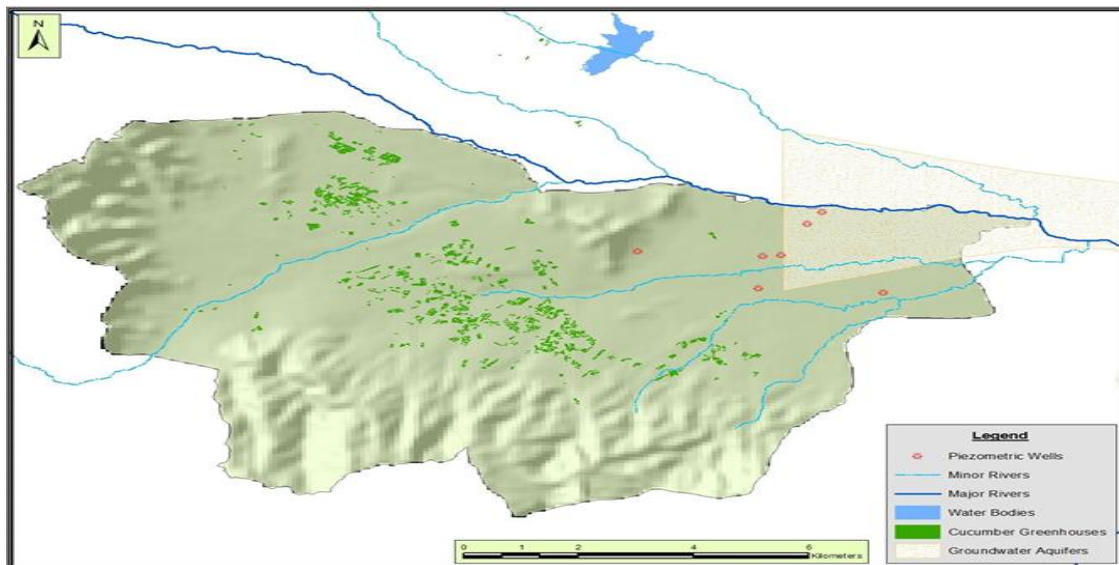 N
Legend
Piezometric Wells
Minor Rivers
Major Rivers
Water Bodies
Cucumber Greenhouses
Groundwater Aquifers
0 1 2 4 6
Kilometers